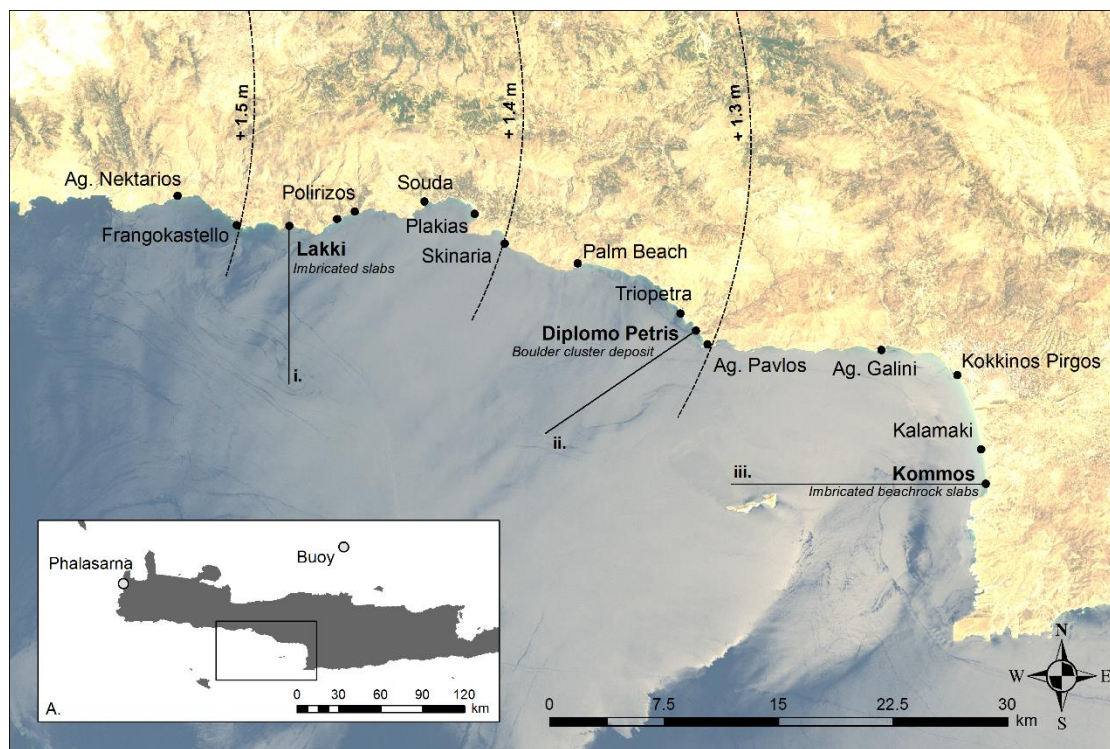 + 1.5 m
+ 1.4 m
+ 1.3 m
Ag. Nektarios
Frangokastello
Polirizos
Lakki
Imbricated slabs
Souda
Plakias
Skinaria
Palm Beach
Triopetra
Diplomo Petris
Boulder cluster deposit
Ag. Pavlos
Ag. Galini
Kokkinos Pirgos
Kalamaki
Kommos
Imbricated beachrock slabs
i.
ii.
iii.
Phalasarna
Buoy
A.
0 30 60 90 120
km
N
W E
S
0 7.5 15 22.5 30
km